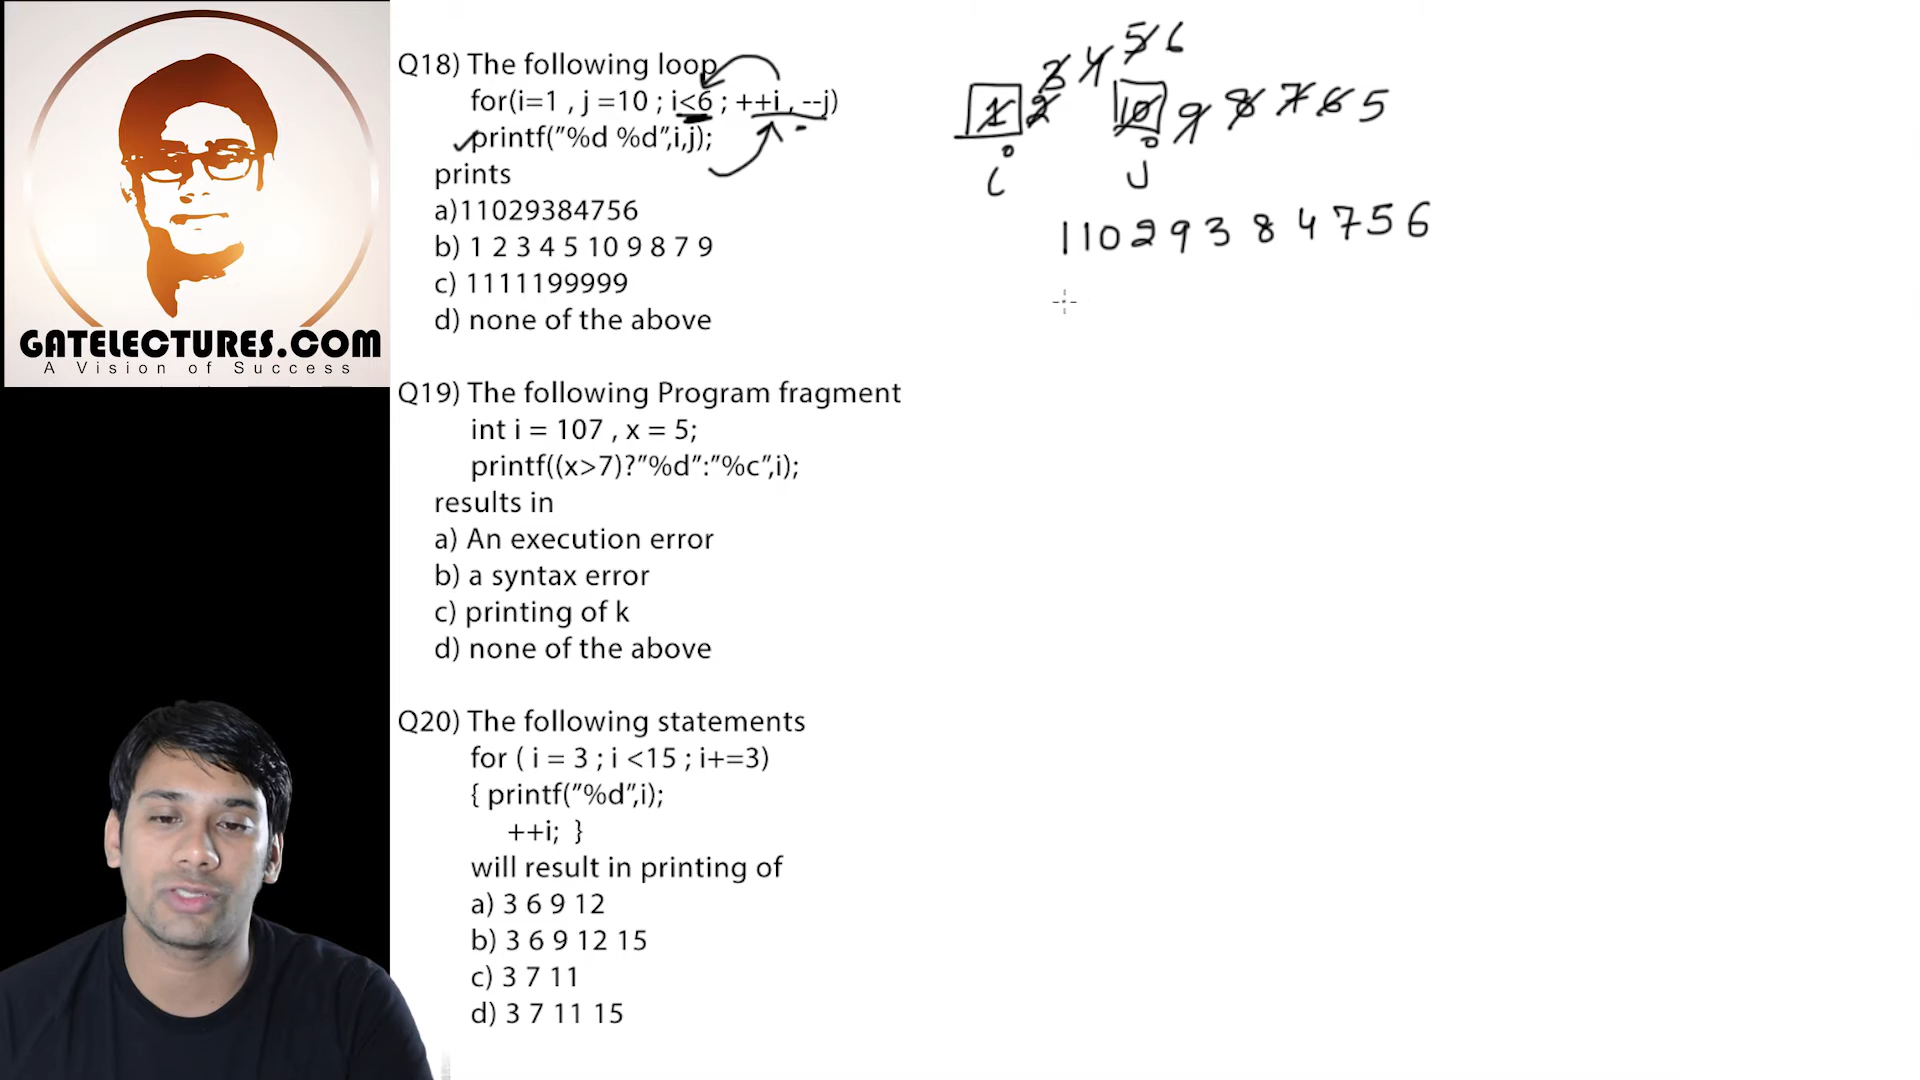 GATELECTURES.COM
A Vision of Success
Q18) The following loop
for(i=1 , j =10 ; i<6 ; ++i , --j)
printf("%d %d",i,j);
prints
a)11029384756
b) 1 2 3 4 5 10 9 8 7 9
c) 1111199999
d) none of the above
Q19) The following Program fragment
int i = 107 , x = 5;
printf((x>7)?"%d":"%c",i);
results in
a) An execution error
b) a syntax error
c) printing of k
d) none of the above
Q20) The following statements
for ( i = 3 ; i <15 ; i+=3)
{ printf("%d",i);
++i; }
will result in printing of
a) 3 6 9 12
b) 3 6 9 12 15
c) 3 7 11
d) 3 7 11 15
1 2 3 4 5 6
10 9 8 7 6 5
i j
1 10 2 9 3 8 4 7 5 6